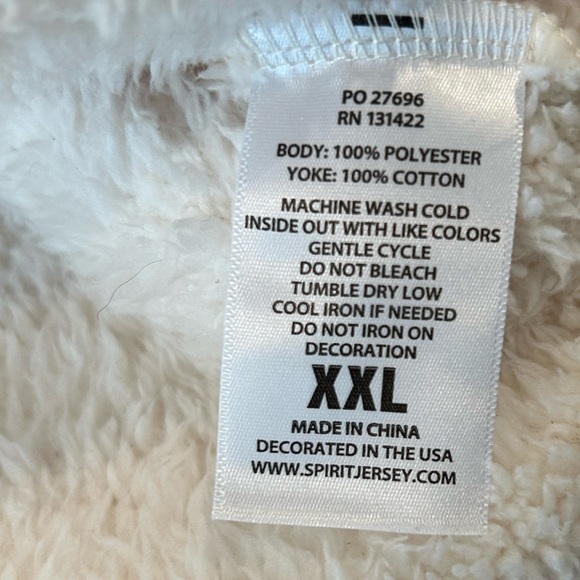 PO 27696
RN 131422
BODY: 100% POLYESTER
YOKE: 100% COTTON
MACHINE WASH COLD
INSIDE OUT WITH LIKE COLORS
GENTLE CYCLE
DO NOT BLEACH
TUMBLE DRY LOW
COOL IRON IF NEEDED
DO NOT IRON ON
DECORATION
XXL
MADE IN CHINA
DECORATED IN THE USA
WWW.SPIRITJERSEY.COM